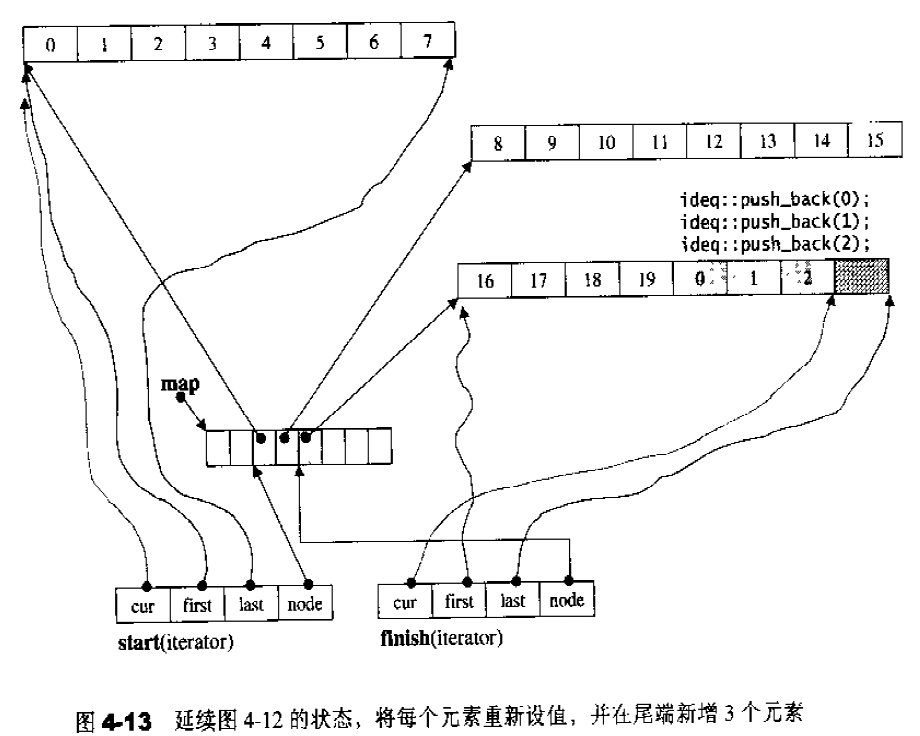 0 1 2 3 4 5 6 7
8 9 10 11 12 13 14 15
ideq::push_back(0);
ideq::push_back(1);
ideq::push_back(2);
16 17 18 19 0 1 2
map
cur first last node
start(iterator)
cur first last node
finish(iterator)
图 4-13 延续图 4-12 的状态，将每个元素重新设值，并在尾端新增 3 个元素